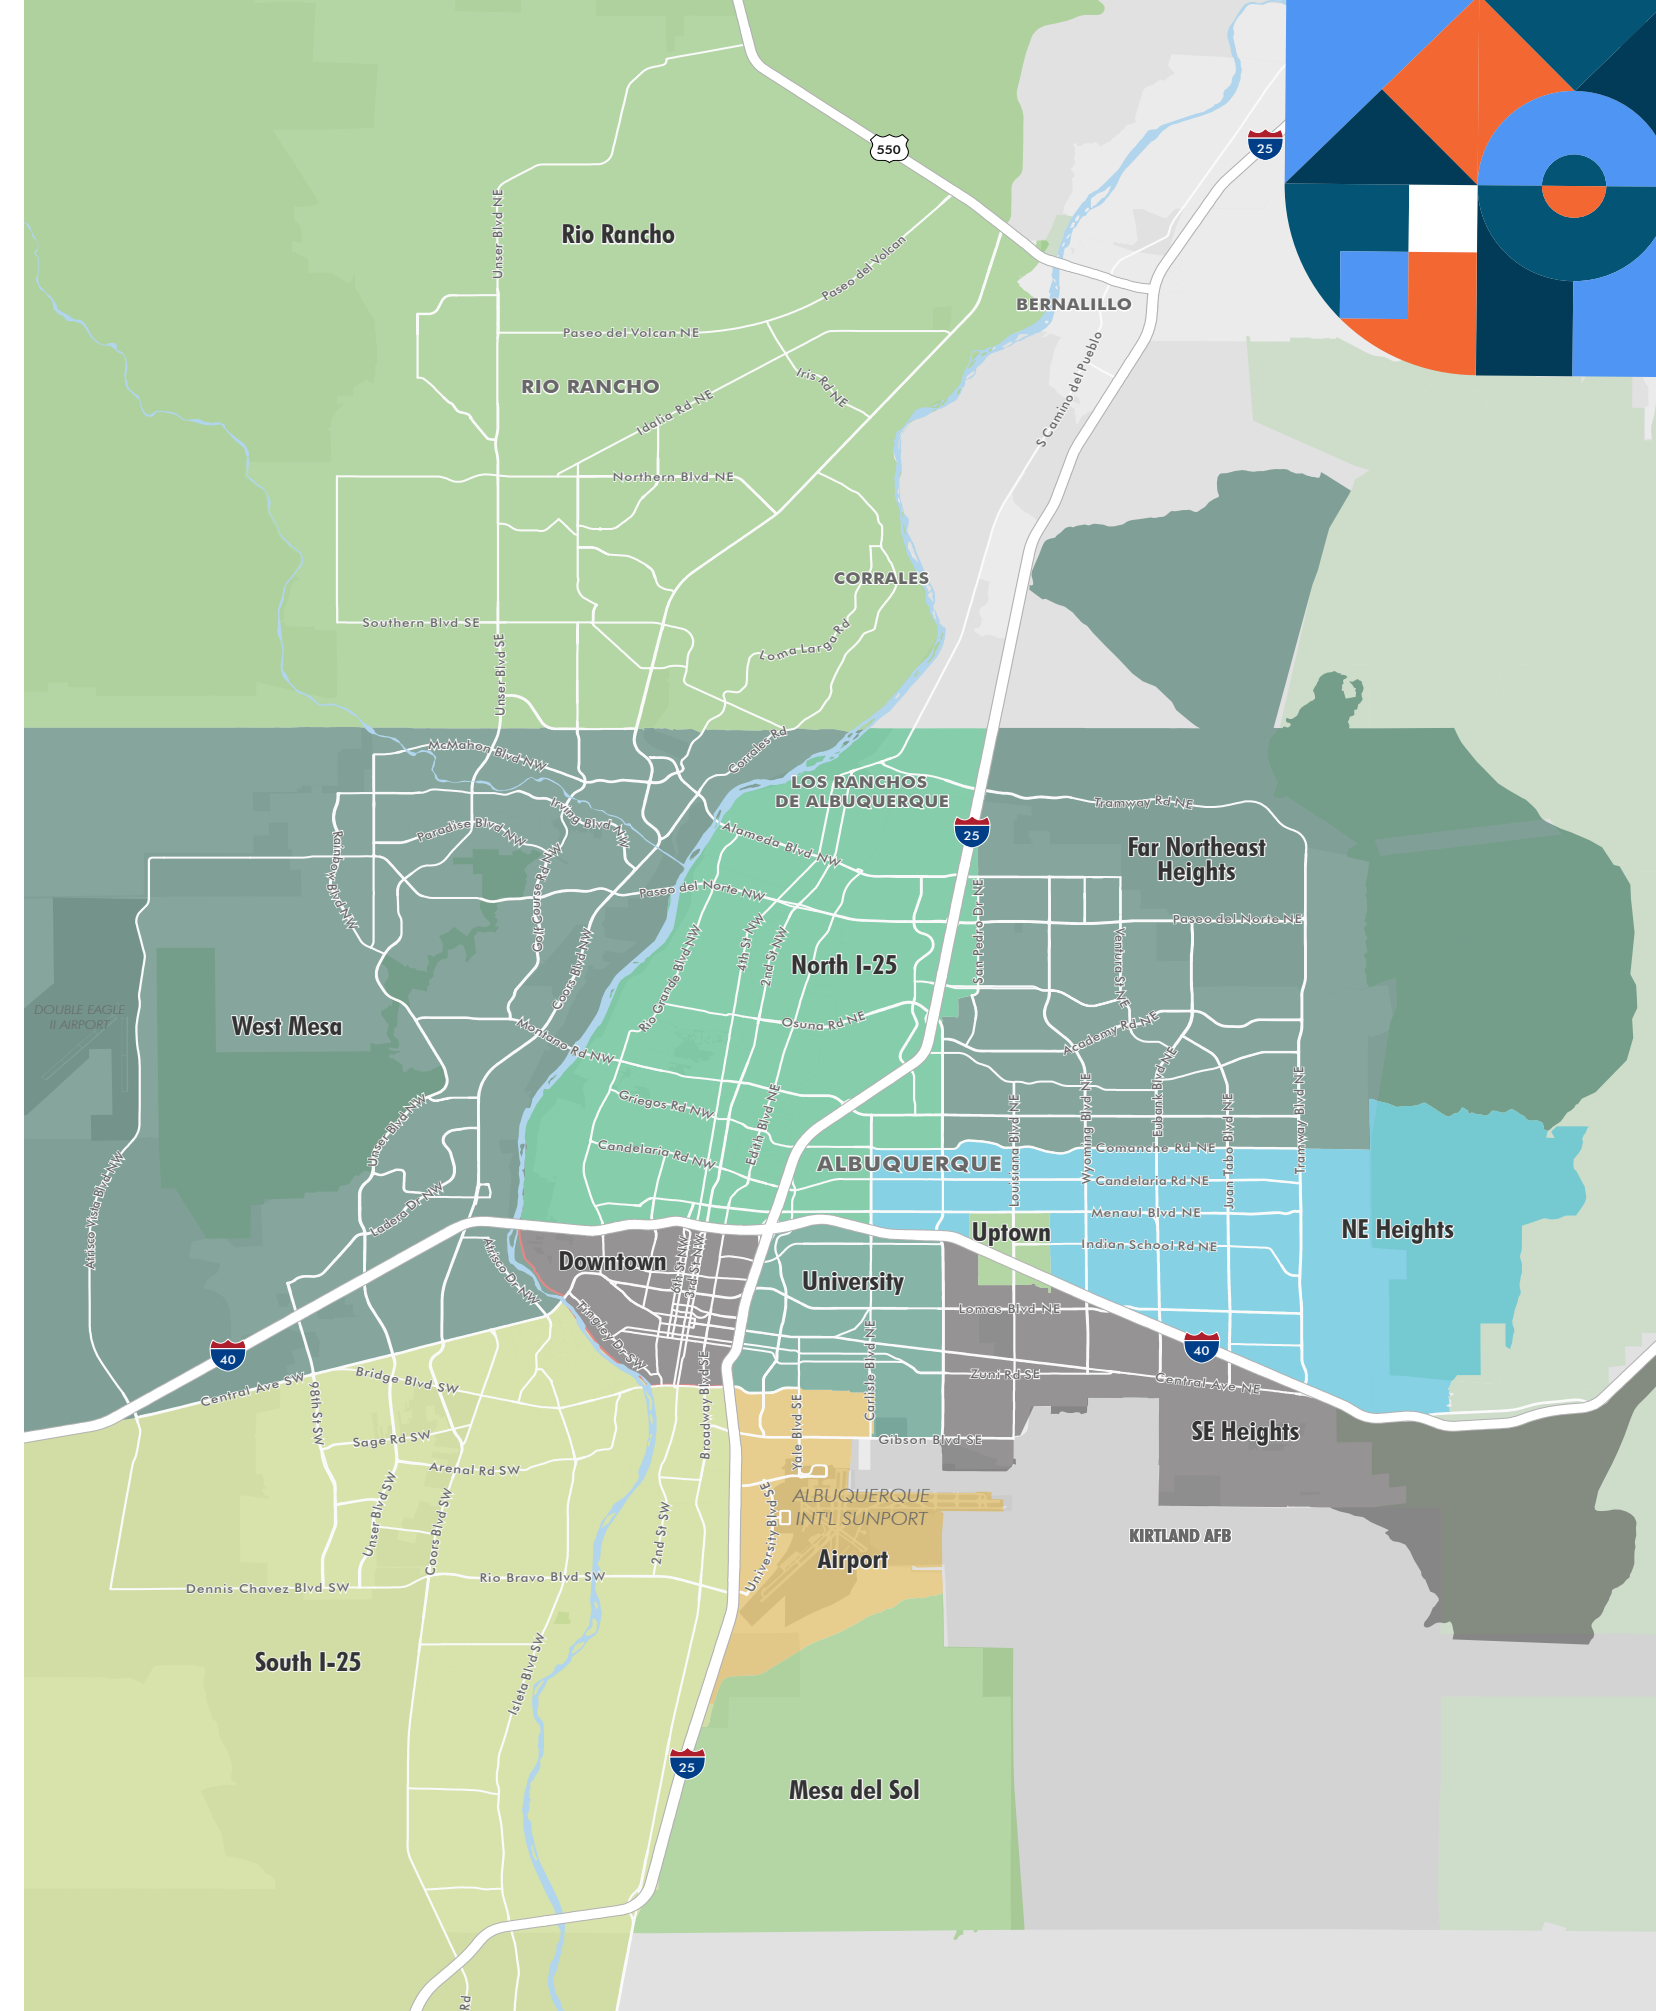 550
25
Unser Blvd NE
Rio Rancho
Paseo del Volcan
BERNALILLO
Paseo del Volcan NE
S Camino del Pueblo
Iris Rd NE
RIO RANCHO
Idalia Rd NE
Northern Blvd NE
CORRALES
Southern Blvd SE
Loma Larga Rd
Unser Blvd SE
Corrales Rd
McMahon Blvd NW
LOS RANCHOS
DE ALBUQUERQUE
Tramway Rd NE
Irving Blvd NW
Paradise Blvd NW
Alameda Blvd NW
25
Far Northeast
Heights
Rainbow Blvd NW
Golf Course Rd NW
Paseo del Norte NW
San Pedro Dr NE
Paseo del Norte NE
4th St NW
2nd St NW
Rio Grande Blvd NW
Coors Blvd NW
Ventura St NE
North I-25
DOUBLE EAGLE
II AIRPORT
West Mesa
Osuna Rd NE
Academy Rd NE
Montano Rd NW
Eubank Blvd NE
Griegos Rd NW
Edith Blvd NE
Louisiana Blvd NE
Wyoming Blvd NE
Juan Tabo Blvd NE
Tramway Blvd NE
Unser Blvd NW
Candelaria Rd NW
Comanche Rd NE
ALBUQUERQUE
Candelaria Rd NE
Atrisco Vista Blvd NW
Ladera Dr NW
Menaul Blvd NE
NE Heights
Uptown
Indian School Rd NE
Atrisco Dr NW
Downtown
6th St NW
3rd St NW
University
Lomas Blvd NE
Tingley Dr SW
40
40
Carlisle Blvd NE
Zuni Rd SE
Central Ave NE
Central Ave SW
Bridge Blvd SW
98th St SW
Broadway Blvd SE
Yale Blvd SE
Sage Rd SW
Gibson Blvd SE
SE Heights
Arenal Rd SW
Unser Blvd SW
Coors Blvd SW
2nd St SW
University Blvd SE
ALBUQUERQUE
INT'L SUNPORT
KIRTLAND AFB
Airport
Dennis Chavez Blvd SW
Rio Bravo Blvd SW
South I-25
Isleta Blvd SW
25
Mesa del Sol
Rd